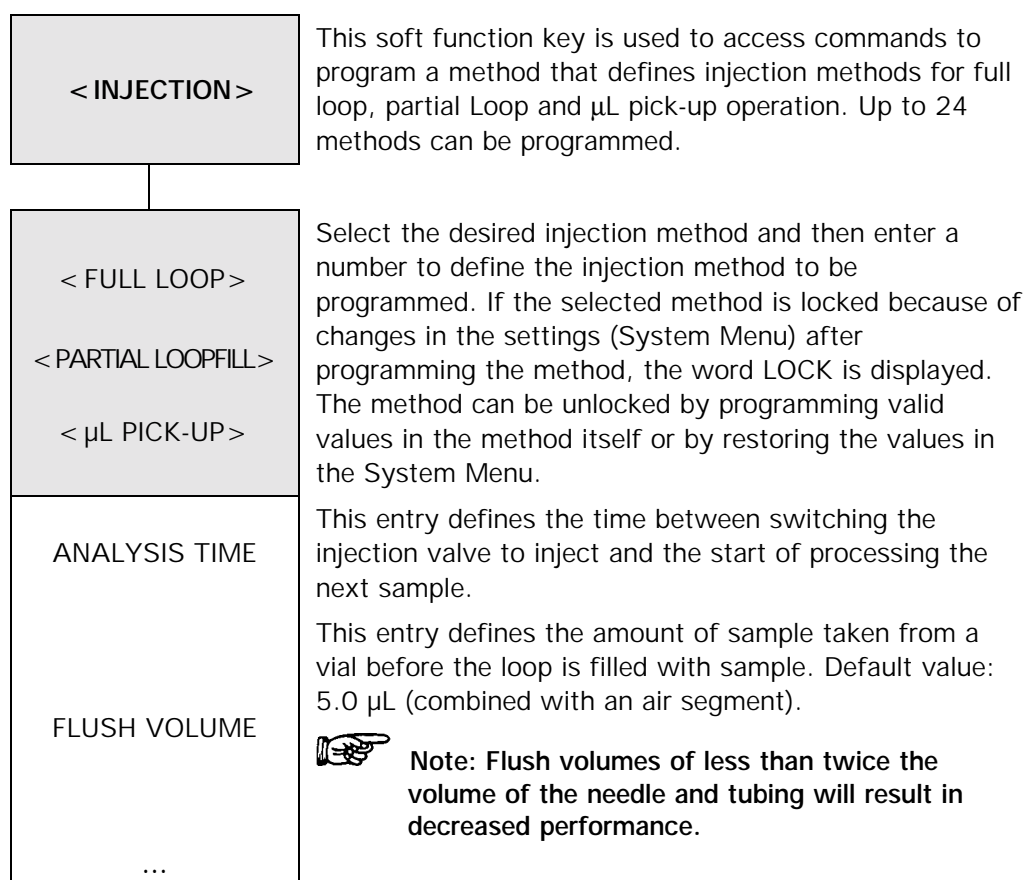 <INJECTION>
This soft function key is used to access commands to
program a method that defines injection methods for full
loop, partial Loop and µL pick-up operation. Up to 24
methods can be programmed.
<FULL LOOP>
<PARTIAL LOOPFILL>
<µL PICK-UP>
Select the desired injection method and then enter a
number to define the injection method to be
programmed. If the selected method is locked because of
changes in the settings (System Menu) after
programming the method, the word LOCK is displayed.
The method can be unlocked by programming valid
values in the method itself or by restoring the values in
the System Menu.
ANALYSIS TIME
This entry defines the time between switching the
injection valve to inject and the start of processing the
next sample.
FLUSH VOLUME
This entry defines the amount of sample taken from a
vial before the loop is filled with sample. Default value:
5.0 µL (combined with an air segment).
Note: Flush volumes of less than twice the
volume of the needle and tubing will result in
decreased performance.
...